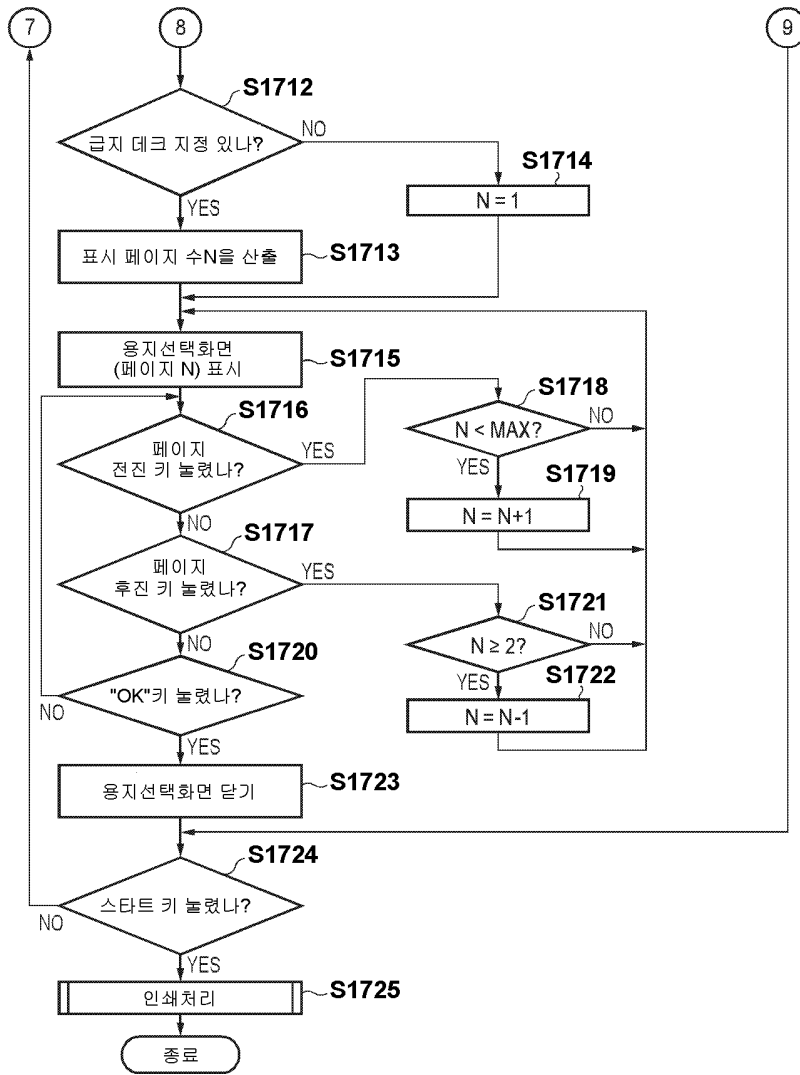 7
8
9
S1712
급지 데크 지정 있나?
NO
YES
S1714
N = 1
표시 페이지 수N을 산출
S1713
용지선택화면
(페이지 N) 표시
S1715
S1716
페이지
전진 키 눌렸나?
YES
NO
S1718
N < MAX?
NO
YES
S1719
N = N+1
S1717
페이지
후진 키 눌렸나?
YES
NO
S1721
N ≥ 2?
NO
YES
S1722
N = N-1
S1720
"OK"키 눌렸나?
NO
YES
용지선택화면 닫기
S1723
S1724
스타트 키 눌렸나?
NO
YES
인쇄처리
S1725
종료